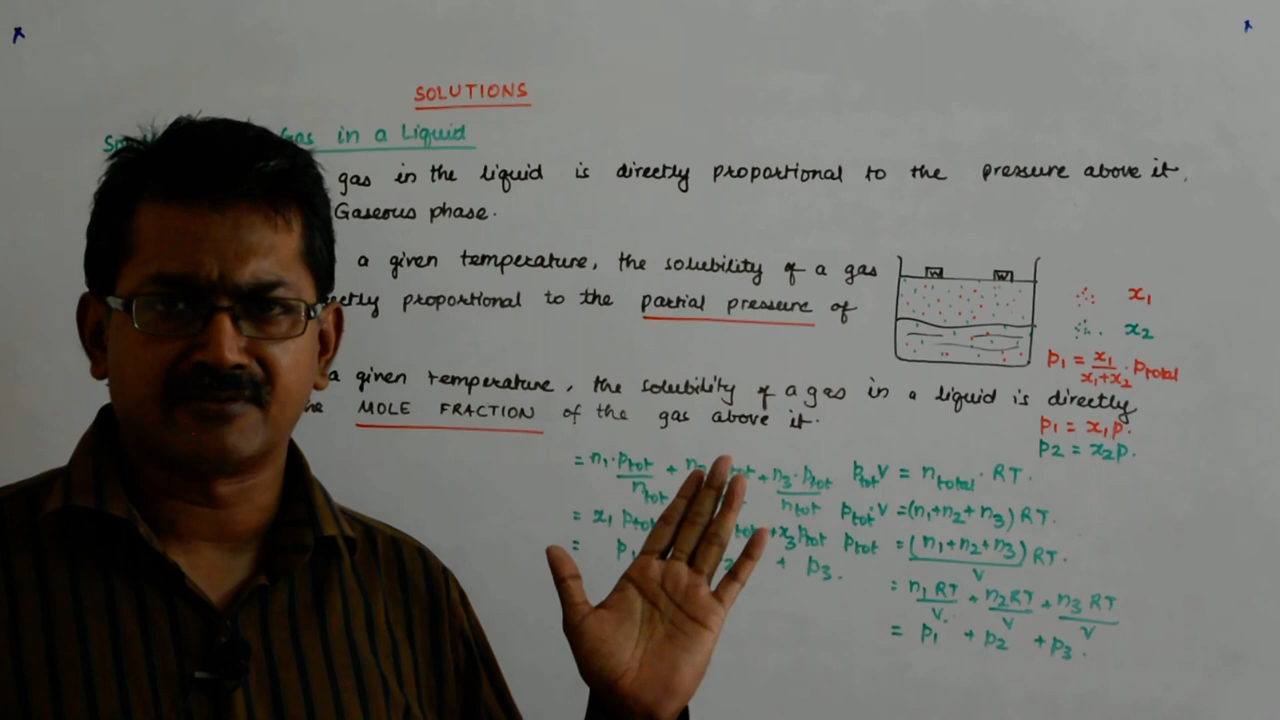 SOLUTIONS
Gas in a Liquid
gas in the liquid is directly proportional to the pressure above it.
Gaseous phase.
a given temperature, the solubility of a gas
proportional to the partial pressure of
a given temperature, the solubility of a gas in a liquid is directly
MOLE FRACTION of the gas above it.
W W
x₁
x₂
p₁ = x₁/(x₁+x₂) · Ptotal
p₁ = x₁p.
p₂ = x₂p.
= n₁·Ptot/ntot + + n₃·Ptot/ntot
= x₁ Ptot + x₃Ptot
= + p₃.
PtotV = ntotal · RT.
Ptot·V = (n₁+n₂+n₃) RT.
Ptot = (n₁+n₂+n₃)/V RT.
= n₁RT/V + n₂RT/V + n₃RT/V
= p₁ + p₂ + p₃.